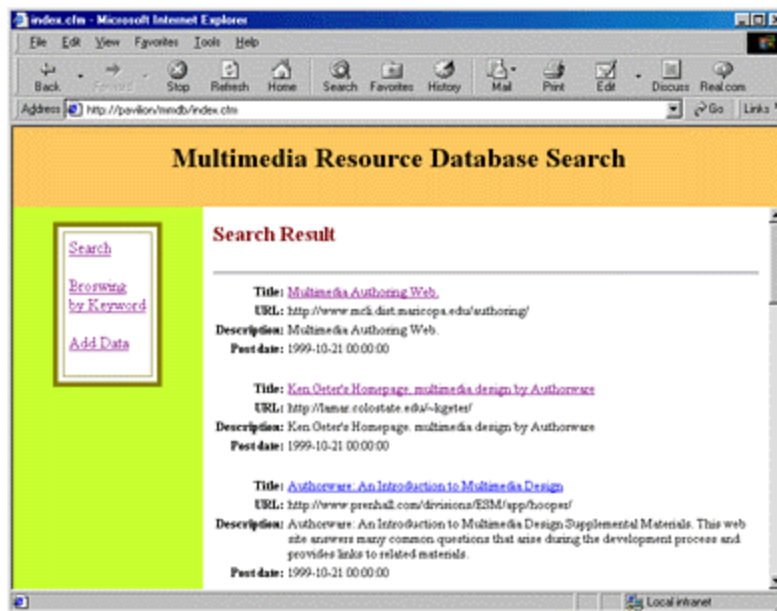 index.cfm - Microsoft Internet Explorer
File Edit View Favorites Tools Help
Back Forward Stop Refresh Home Search Favorites History Mail Print Edit Discuss Real.com
Address http://pavilion/mmdb/index.cfm Go Links
Multimedia Resource Database Search
Search
Broswing
by Keyword
Add Data
Search Result
Title: Multimedia Authoring Web.
URL: http://www.mcli.dist.maricopa.edu/authoring/
Description: Multimedia Authoring Web.
Post date: 1999-10-21 00:00:00
Title: Ken Geter's Homepage. multimedia design by Authorware
URL: http://lamar.colostate.edu/~kgeter/
Description: Ken Geter's Homepage. multimedia design by Authorware
Post date: 1999-10-21 00:00:00
Title: Authorware: An Introduction to Multimedia Design
URL: http://www.prenhall.com/divisions/ESM/app/hooper/
Description: Authorware: An Introduction to Multimedia Design Supplemental Materials. This web
site answers many common questions that arise during the development process and
provides links to related materials.
Post date: 1999-10-21 00:00:00
Local intranet